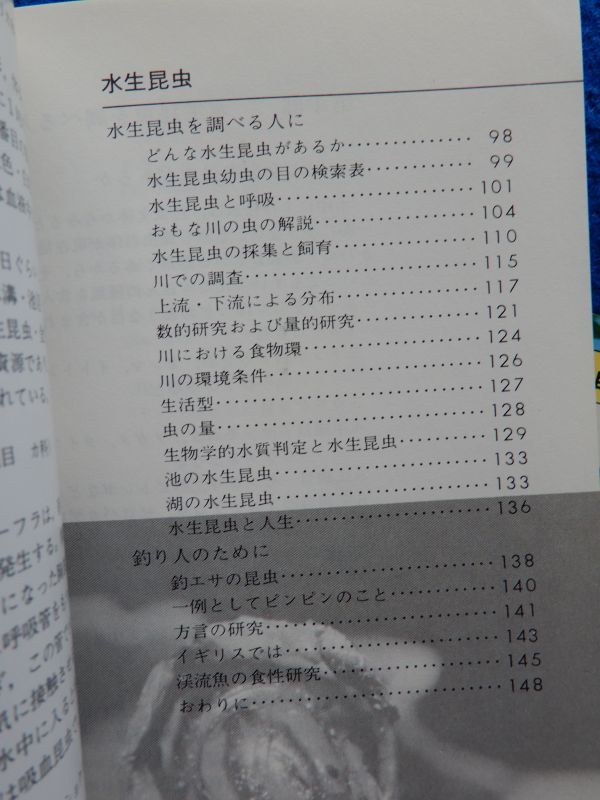 水生昆虫
水生昆虫を調べる人に
どんな水生昆虫があるか・・・・・・・・・・・・・・98
水生昆虫幼虫の目の検索表・・・・・・・・・・・・99
水生昆虫と呼吸・・・・・・・・・・・・・・・・・・・・101
おもな川の虫の解説・・・・・・・・・・・・・・・・104
水生昆虫の採集と飼育・・・・・・・・・・・・・・110
川での調査・・・・・・・・・・・・・・・・・・・・・・・・115
上流・下流による分布・・・・・・・・・・・・・・117
数的研究および量的研究・・・・・・・・・・・・121
川における食物環・・・・・・・・・・・・・・・・・・124
川の環境条件・・・・・・・・・・・・・・・・・・・・・・126
生活型・・・・・・・・・・・・・・・・・・・・・・・・・・・・127
虫の量・・・・・・・・・・・・・・・・・・・・・・・・・・・・128
生物学的水質判定と水生昆虫・・・・・・・・129
池の水生昆虫・・・・・・・・・・・・・・・・・・・・・・133
湖の水生昆虫・・・・・・・・・・・・・・・・・・・・・・133
水生昆虫と人生・・・・・・・・・・・・・・・・・・・・136
釣り人のために
釣エサの昆虫・・・・・・・・・・・・・・・・・・・・・・138
一例としてピンピンのこと・・・・・・・・・・140
方言の研究・・・・・・・・・・・・・・・・・・・・・・・・141
イギリスでは・・・・・・・・・・・・・・・・・・・・・・143
渓流魚の食性研究・・・・・・・・・・・・・・・・・・145
おわりに・・・・・・・・・・・・・・・・・・・・・・・・・・148